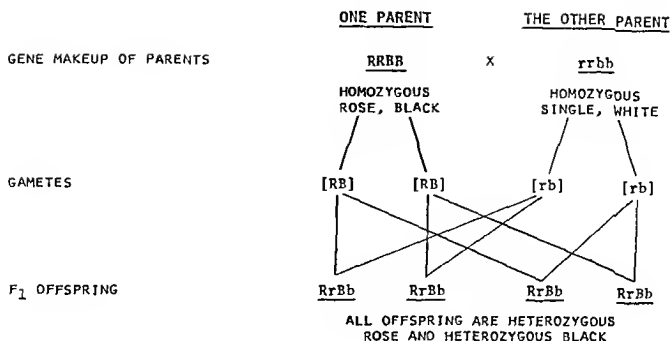 ONE PARENT THE OTHER PARENT
GENE MAKEUP OF PARENTS RRBB X rrbb
HOMOZYGOUS HOMOZYGOUS
ROSE, BLACK SINGLE, WHITE
GAMETES [RB] [RB] [rb] [rb]
F1 OFFSPRING RrBb RrBb RrBb RrBb
ALL OFFSPRING ARE HETEROZYGOUS
ROSE AND HETEROZYGOUS BLACK